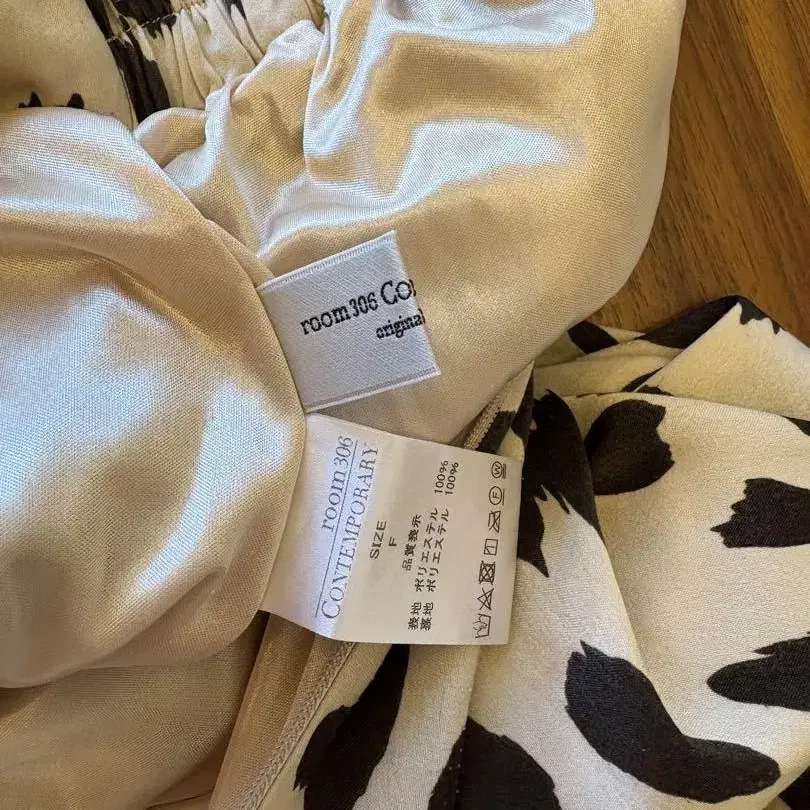 room306 Co
original
room306
CONTEMPORARY
SIZE
F
品質表示
表地 ポリエステル 100%
裏地 ポリエステル 100%
F
W